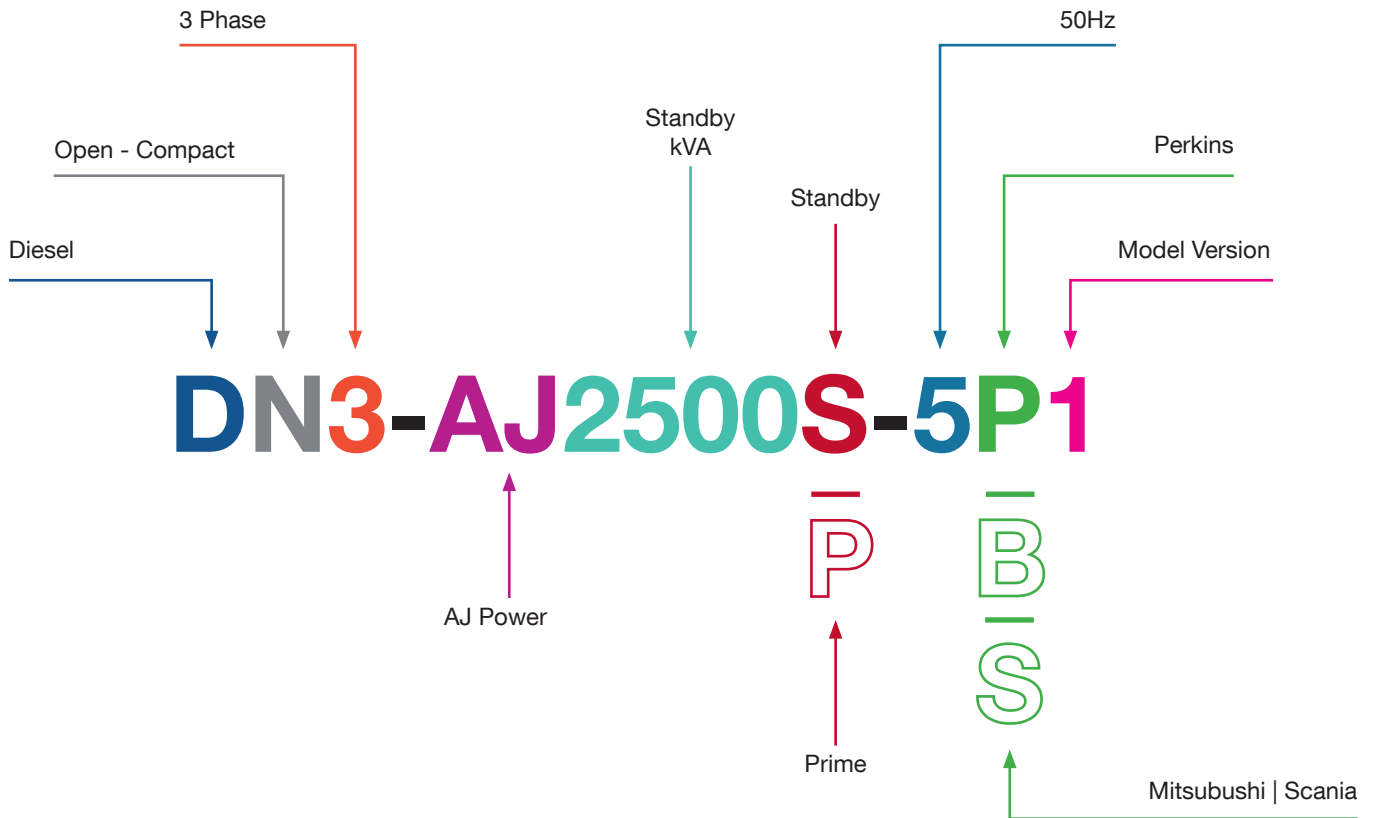 3 Phase
50Hz
Standby
kVA
Open - Compact
Perkins
Standby
Diesel
Model Version
DN3-AJ2500S-5P1
P
B
AJ Power
S
Prime
Mitsubushi | Scania